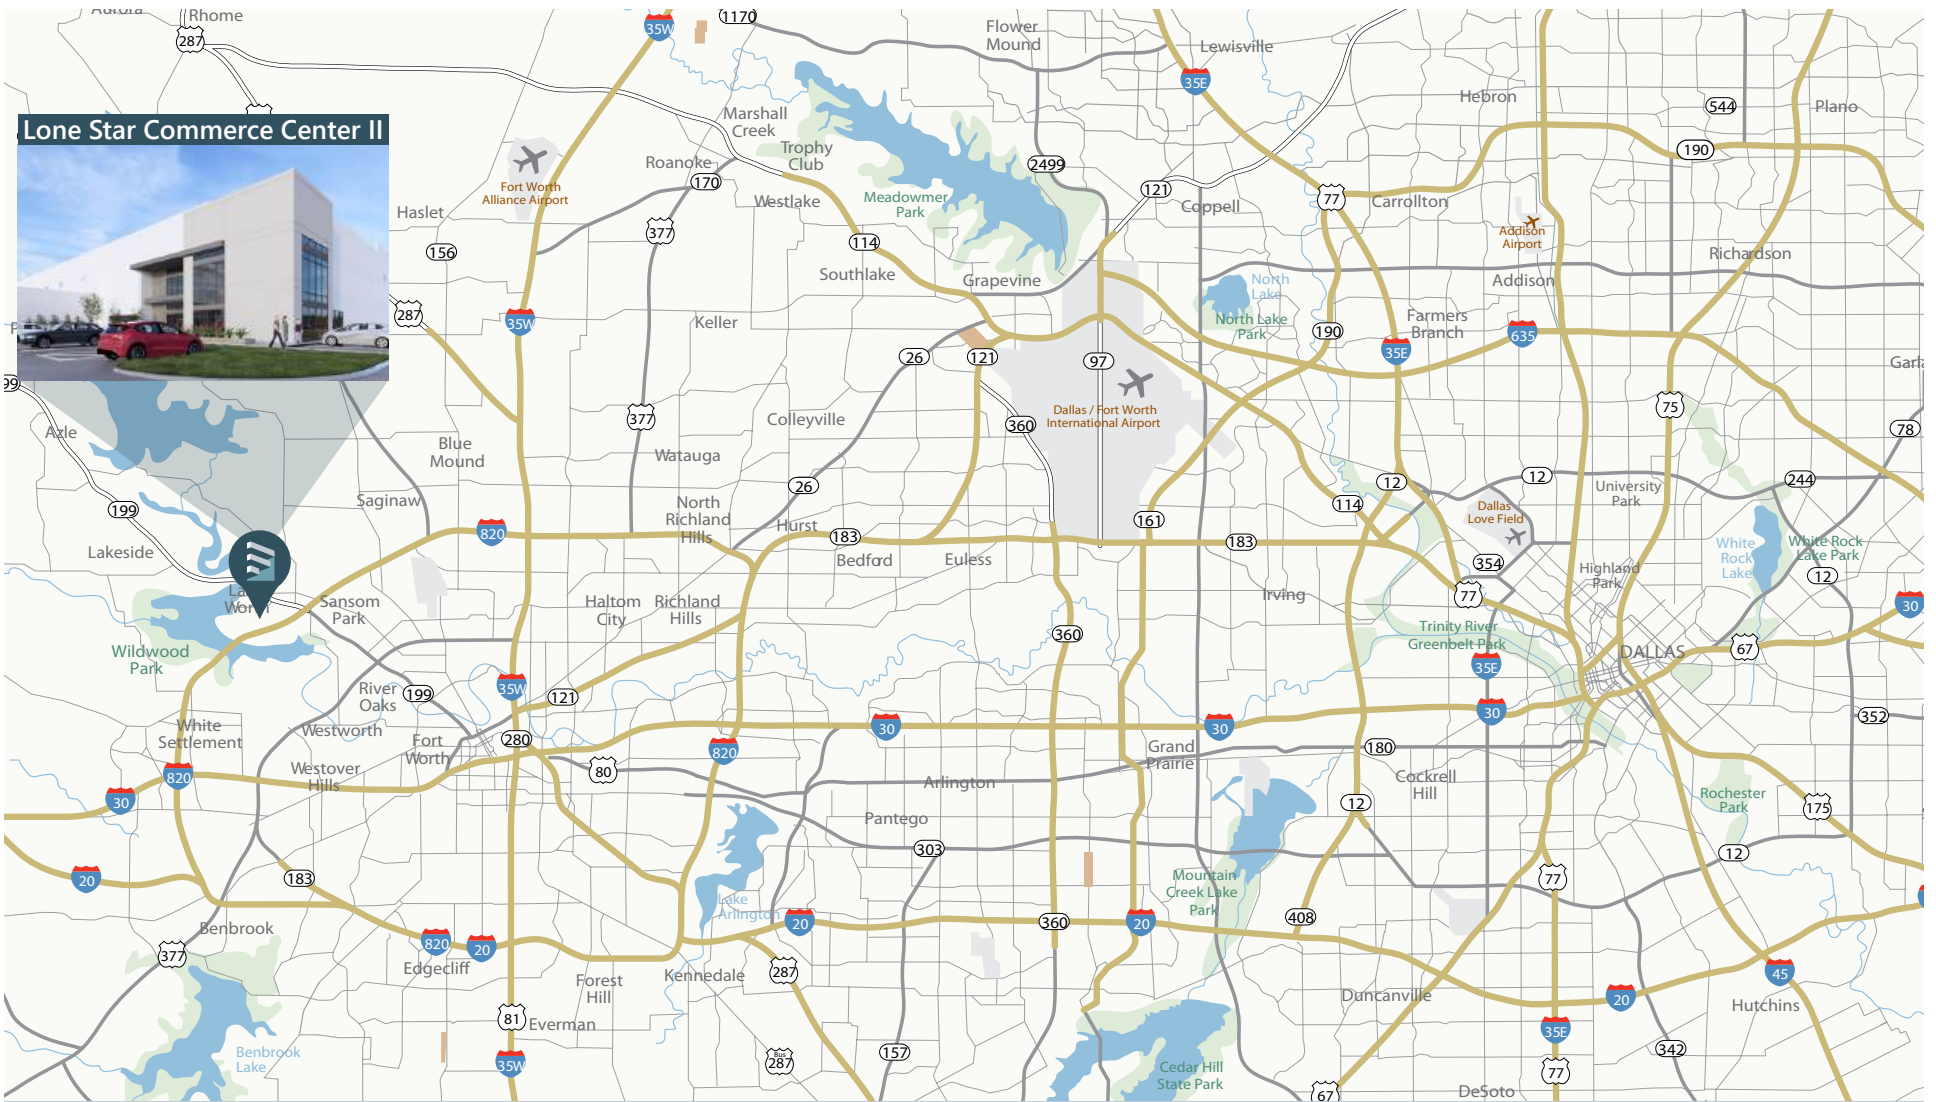 Aurora
Rhome
287
35W
1170
Flower
Mound
Lewisville
35E
Hebron
544
Plano
Lone Star Commerce Center II
Marshall
Creek
Trophy
Club
Roanoke
170
Westlake
Fort Worth
Alliance Airport
Haslet
156
377
Meadowmer
Park
2499
121
Coppell
77
Carrollton
190
Addison
Airport
Addison
Richardson
114
Southlake
Grapevine
North
Lake
North Lake
Park
287
35W
Keller
26
121
97
190
Farmers
Branch
35E
635
Dallas / Fort Worth
International Airport
360
377
Colleyville
75
78
Azle
Blue
Mound
Watauga
Saginaw
199
26
North
Richland
Hills
Hurst
183
Bedford
Euless
820
161
183
114
12
12
University
Park
244
Dallas
Love Field
354
White
Rock
Lake
White Rock
Lake Park
12
Highland
Park
30
Lakeside
Sansom
Park
Haltom
City
Richland
Hills
Irving
77
Trinity River
Greenbelt Park
35E
DALLAS
67
360
Wildwood
Park
River
Oaks
199
35W
121
White
Settlement
Westworth
Fort
Worth
280
820
30
30
30
352
Grand
Prairie
180
Cockrell
Hill
Westover
Hills
80
820
30
Arlington
12
Rochester
Park
175
Pantego
303
12
20
183
Lake
Arlington
Mountain
Creek Lake
Park
77
408
Benbrook
377
820
20
Edgecliff
20
360
20
Forest
Hill
Kennedale
287
45
Hutchins
Duncanville
20
81
Everman
35E
Benbrook
Lake
35W
Bus
287
157
Cedar Hill
State Park
67
77
342
DeSoto